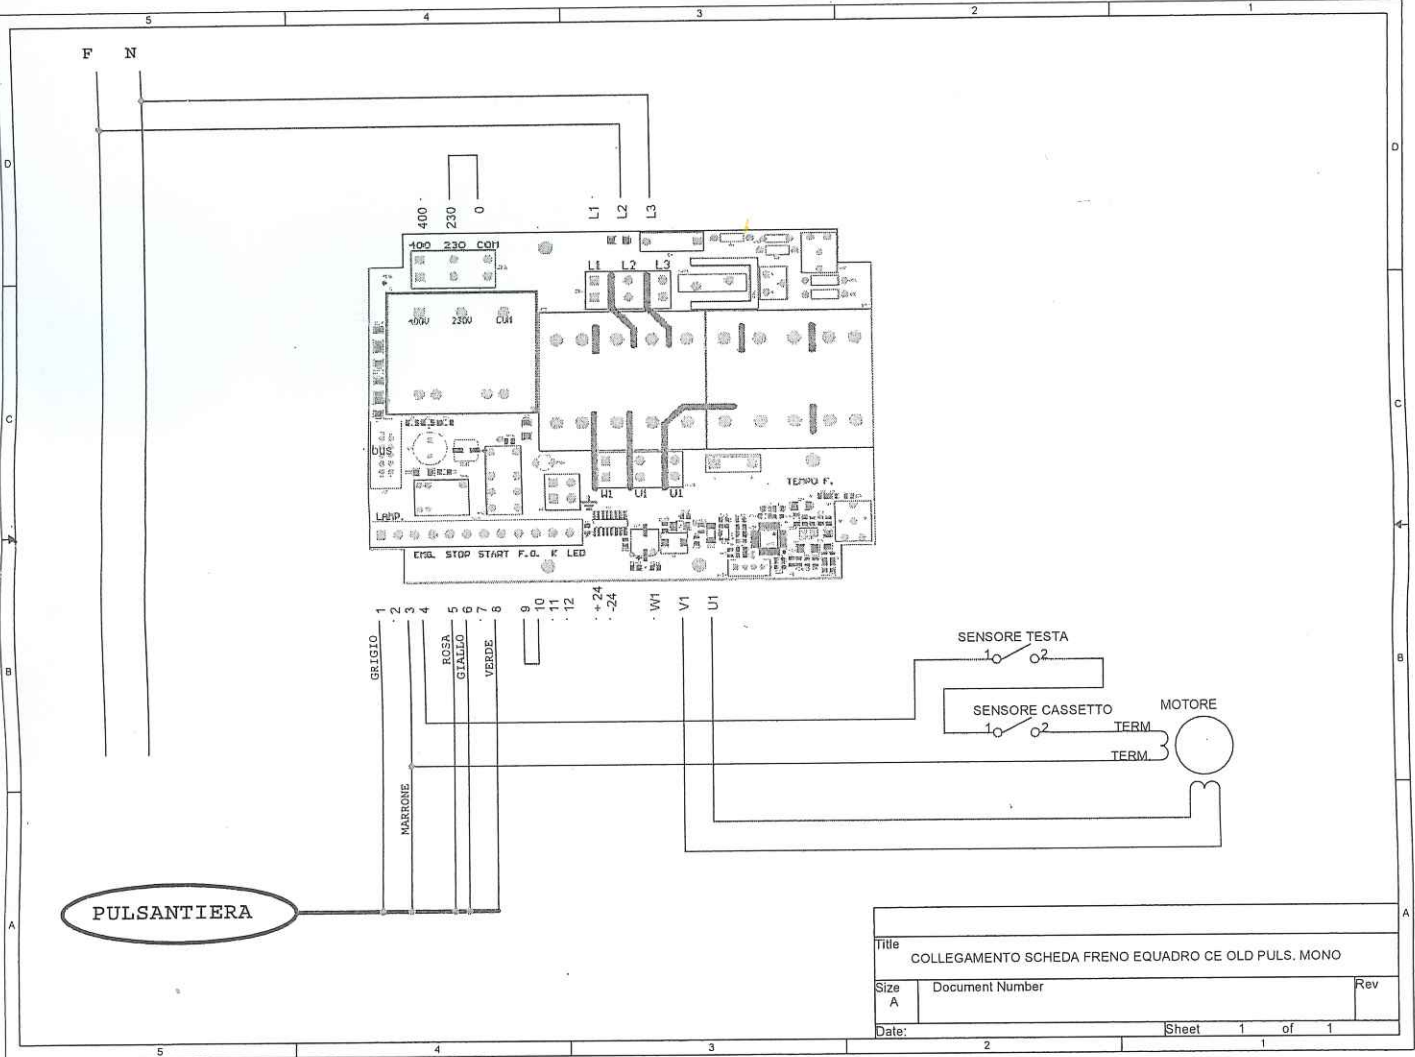 5 4 3 2 1
F N
D D
400 230 0 L1 L2 L3
400 230 COM
L1 L2 L3
400V 230V COM
C C
bus
W1 V1 U1
TEMPO F.
LAMP.
EMG. STOP START F.O. K LED
1 2 3 4 5 6 7 8 9 10 11 12 +24 -24 W1 V1 U1
GRIGIO
ROSA
GIALLO
VERDE
SENSORE TESTA
1 2
B B
SENSORE CASSETTO
1 2
MOTORE
TERM
TERM.
MARRONE
PULSANTIERA
A A
Title
COLLEGAMENTO SCHEDA FRENO EQUADRO CE OLD PULS. MONO
Size
A
Document Number
Rev
Date:
Sheet 1 of 1
5 4 3 2 1